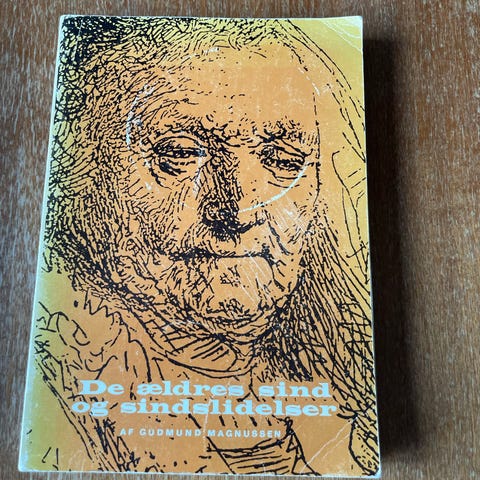 De ældres sind
og sindslidelser
AF GUDMUND MAGNUSSEN